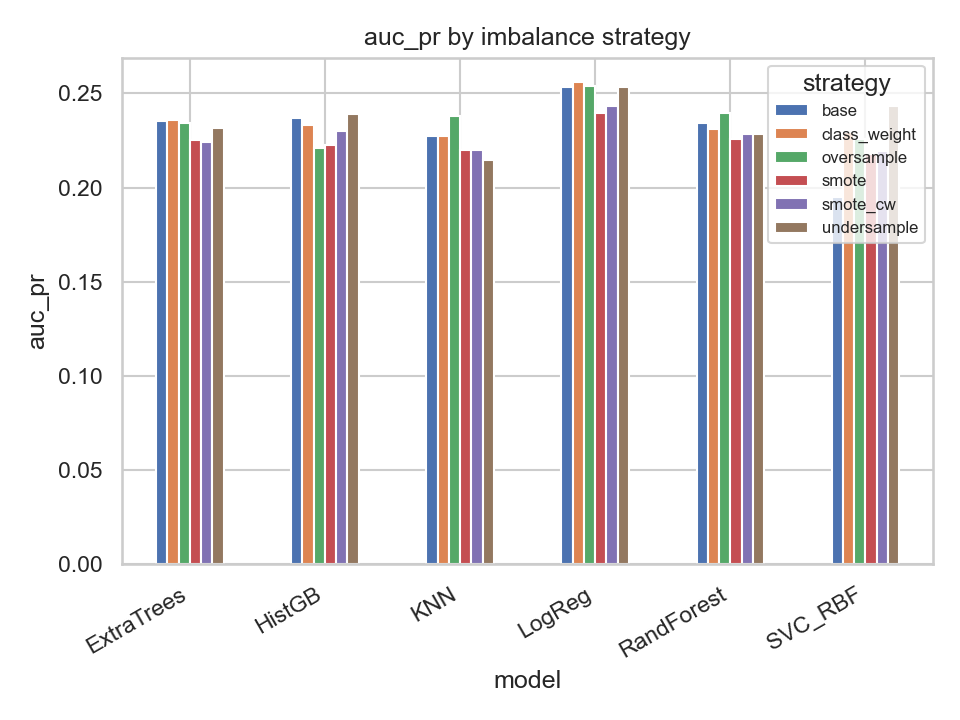 auc_pr by imbalance strategy
strategy
base
class_weight
oversample
smote
smote_cw
undersample
auc_pr
0.25
0.20
0.15
0.10
0.05
0.00
ExtraTrees
HistGB
KNN
LogReg
RandForest
SVC_RBF
model